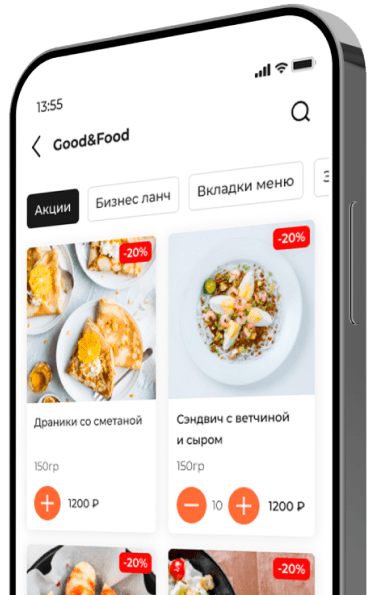 13:55
Good&Food
Акции
Бизнес ланч
Вкладки меню
-20%
-20%
Драники со сметаной
Сэндвич с ветчиной
и сыром
150гр
150гр
1200 ₽
10
1200 ₽
-20%
-20%